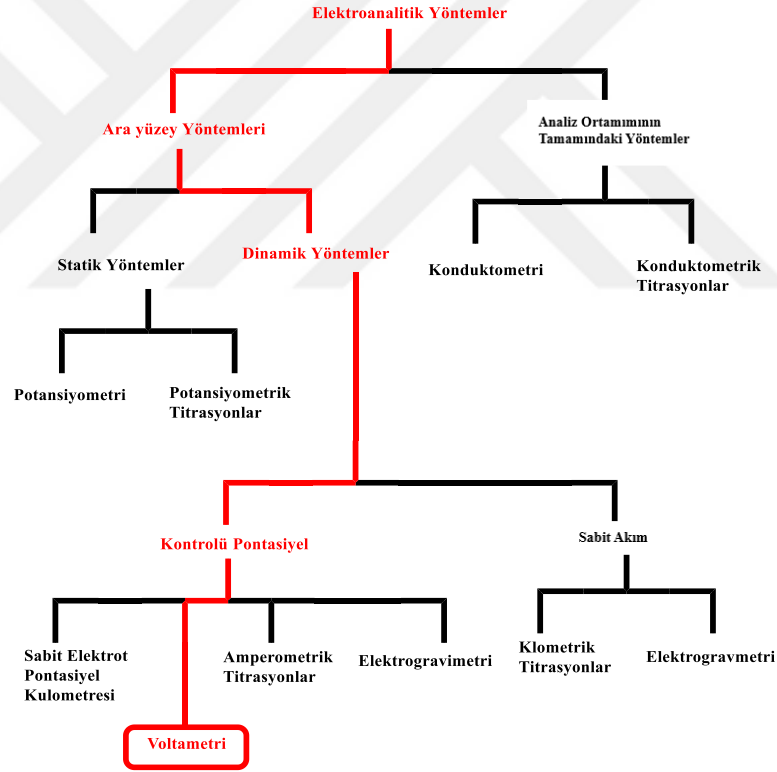 Elektroanalitik Yöntemler
Ara yüzey Yöntemleri
Analiz Ortamımının
Tamamındaki Yöntemler
Statik Yöntemler
Dinamik Yöntemler
Konduktometri
Konduktometrik
Titrasyonlar
Potansiyometri
Potansiyometrik
Titrasyonlar
Kontrolü Pontasiyel
Sabit Akım
Sabit Elektrot
Pontasiyel
Kulometresi
Amperometrik
Titrasyonlar
Elektrogravimetri
Klometrik
Titrasyonlar
Elektrogravmetri
Voltametri